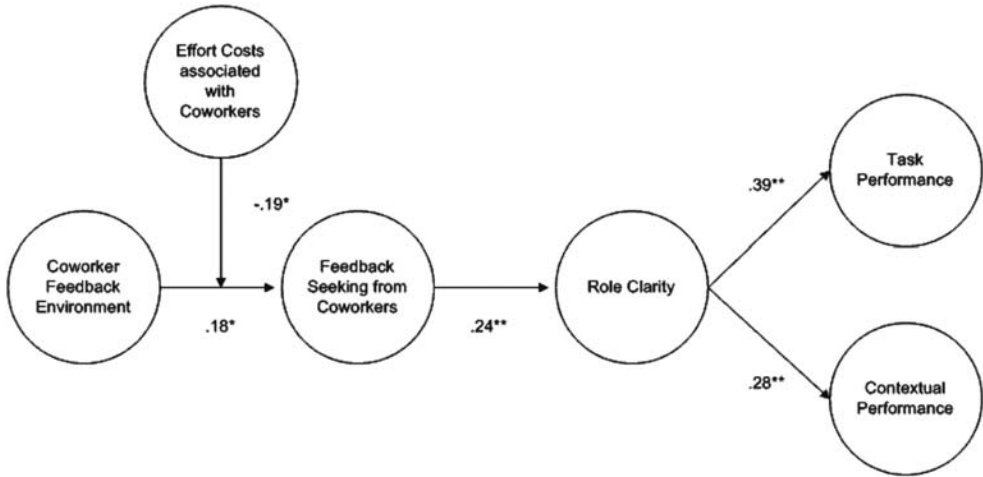 Effort Costs
associated
with
Coworkers
-.19*
Coworker
Feedback
Environment
.18*
Feedback
Seeking from
Coworkers
.24**
Role Clarity
.39**
Task
Performance
.28**
Contextual
Performance